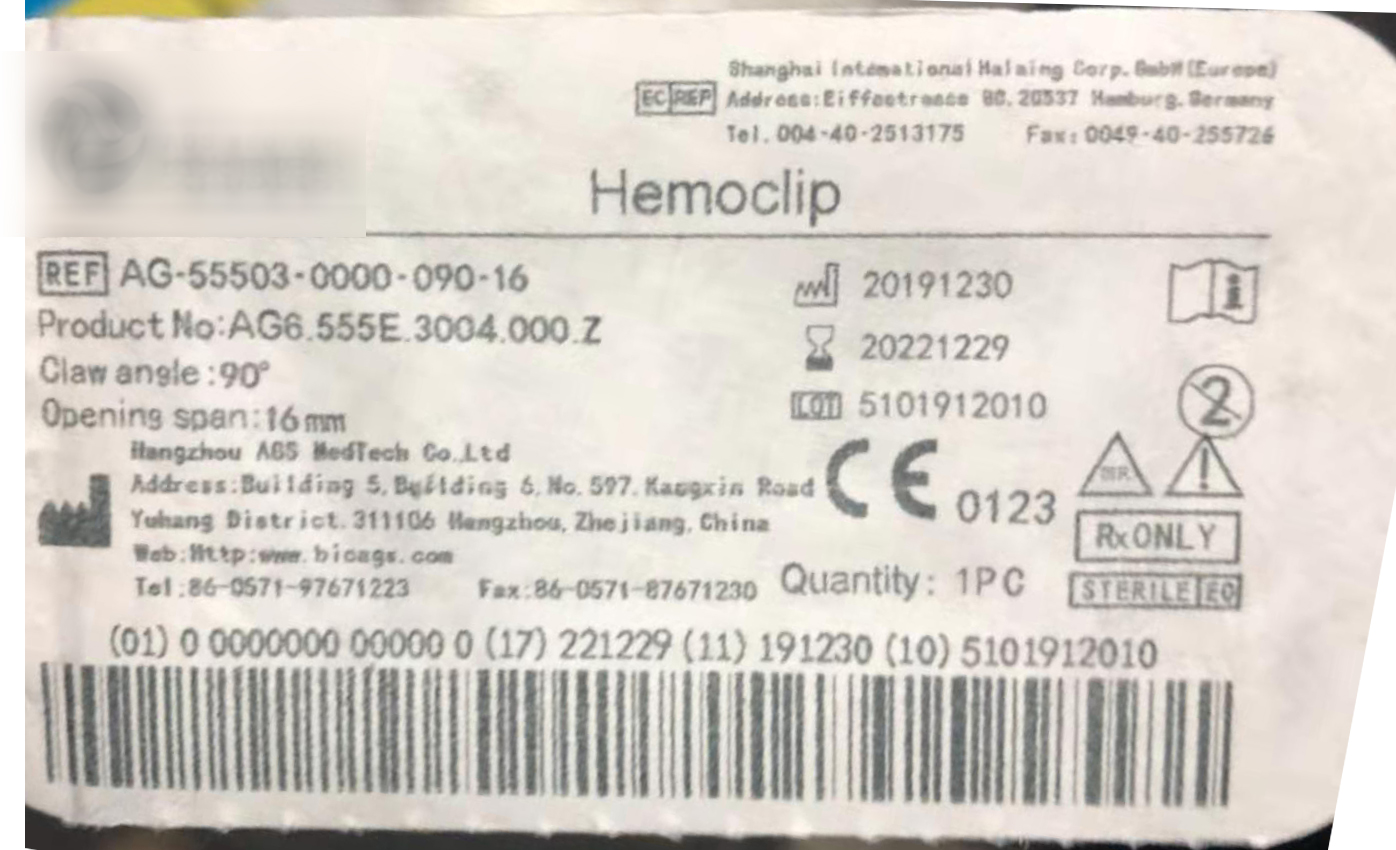 Shanghai International Holding Corp. GmbH (Europe)
EC REP Address:Eiffestrasse 80, 20537 Hamburg, Germany
Tel. 004-40-2513175 Fax: 0049-40-255726
Hemoclip
REF AG-55503-0000-090-16
Product No:AG6.555E.3004.000.Z
Claw angle :90°
Opening span:16mm
20191230
20221229
LOT 5101912010
2
Hangzhou AGS MedTech Co.,Ltd
Address:Building 5, Building 6, No. 597, Kangxin Road
Yuhang District, 311106 Hangzhou, Zhejiang, China
Web:Http:www.bioags.com
Tel:86-0571-97671223 Fax:86-0571-87671230
CE 0123
Rx ONLY
Quantity: 1PC
STERILE EO
(01) 0 0000000 00000 0 (17) 221229 (11) 191230 (10) 5101912010